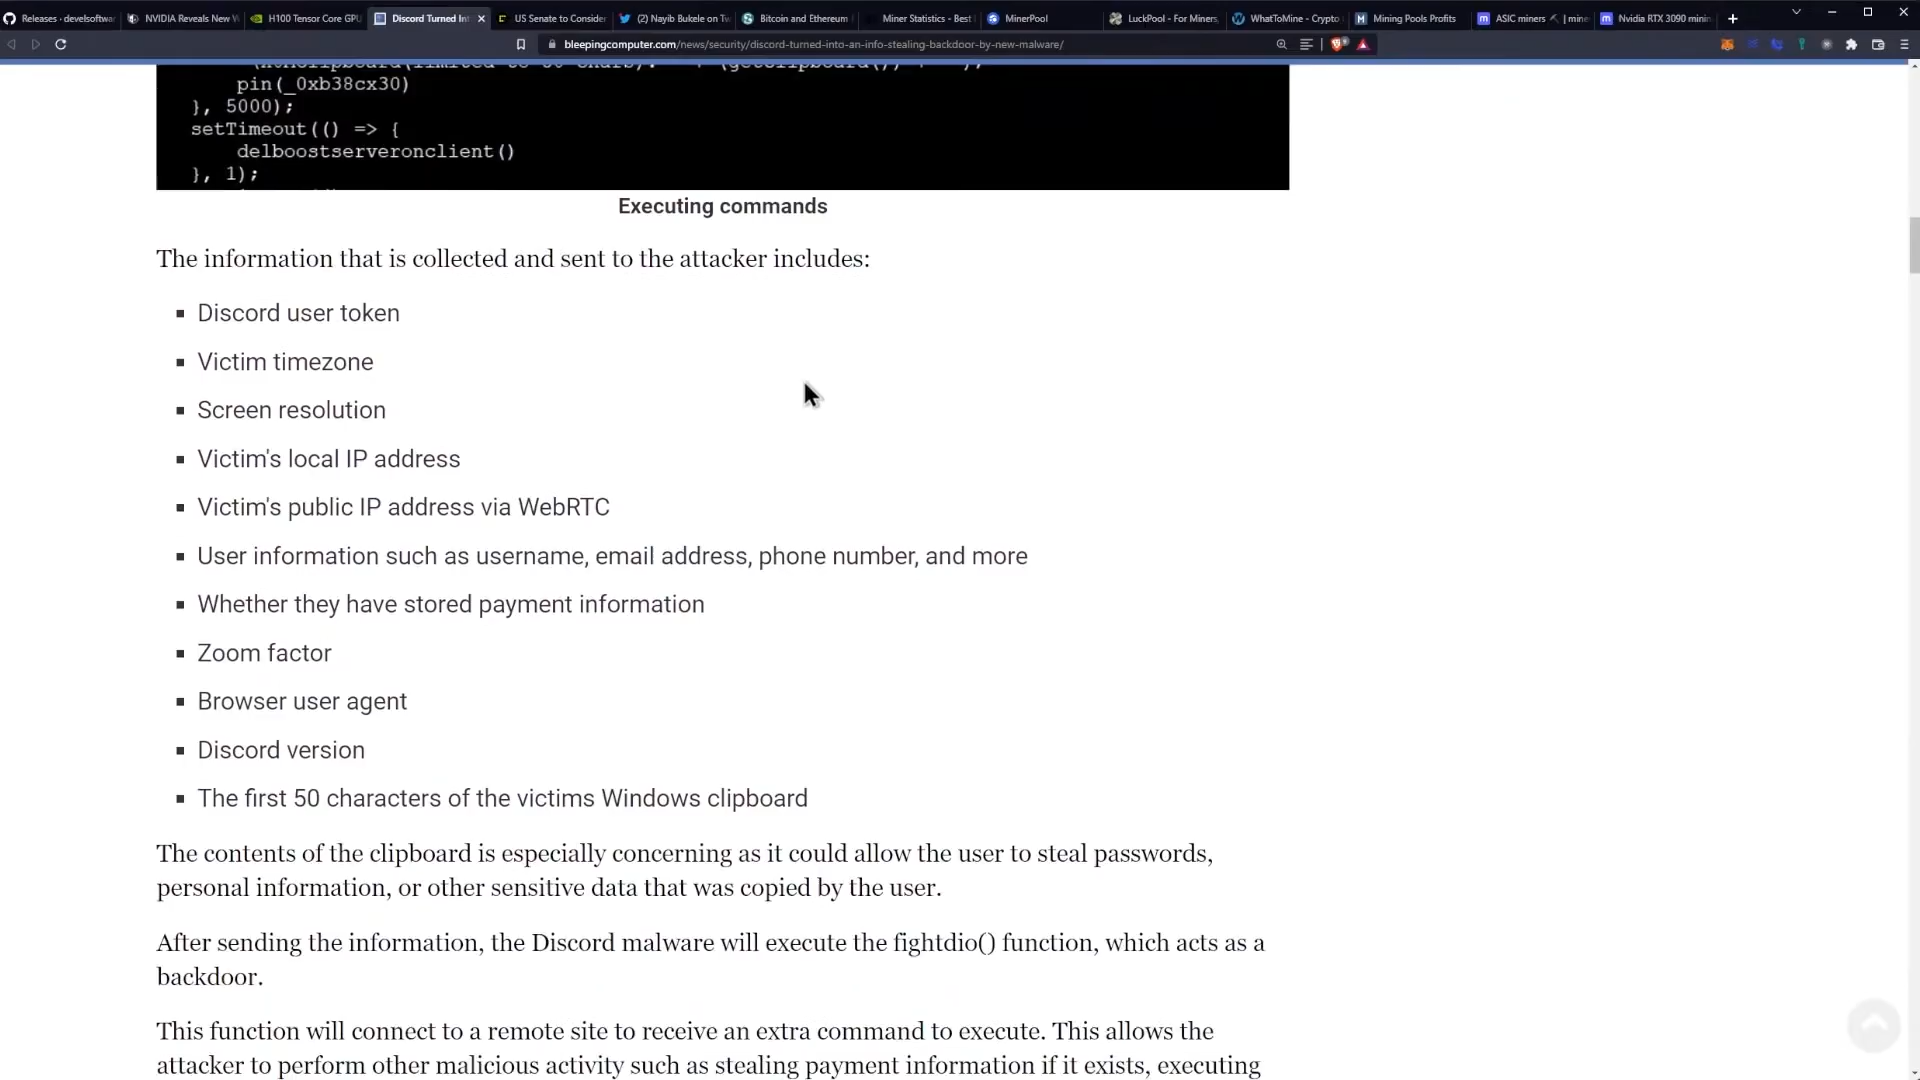 Releases · develsoftwar
NVIDIA Reveals New V
H100 Tensor Core GPU
Discord Turned Int
US Senate to Conside
(2) Nayib Bukele on Tw
Bitcoin and Ethereum
Miner Statistics - Best
MinerPool
LuckPool - For Miners,
WhatToMine - Crypto
Mining Pools Profits
ASIC miners
mine
Nvidia RTX 3090 minin
bleepingcomputer.com/news/security/discord-turned-into-an-info-stealing-backdoor-by-new-malware/
pin(_0xb38cx30)
}, 5000);
setTimeout(() => {
delboostserveronclient()
}, 1);
Executing commands
The information that is collected and sent to the attacker includes:
Discord user token
Victim timezone
Screen resolution
Victim's local IP address
Victim's public IP address via WebRTC
User information such as username, email address, phone number, and more
Whether they have stored payment information
Zoom factor
Browser user agent
Discord version
The first 50 characters of the victims Windows clipboard
The contents of the clipboard is especially concerning as it could allow the user to steal passwords,
personal information, or other sensitive data that was copied by the user.
After sending the information, the Discord malware will execute the fightdio() function, which acts as a
backdoor.
This function will connect to a remote site to receive an extra command to execute. This allows the
attacker to perform other malicious activity such as stealing payment information if it exists, executing